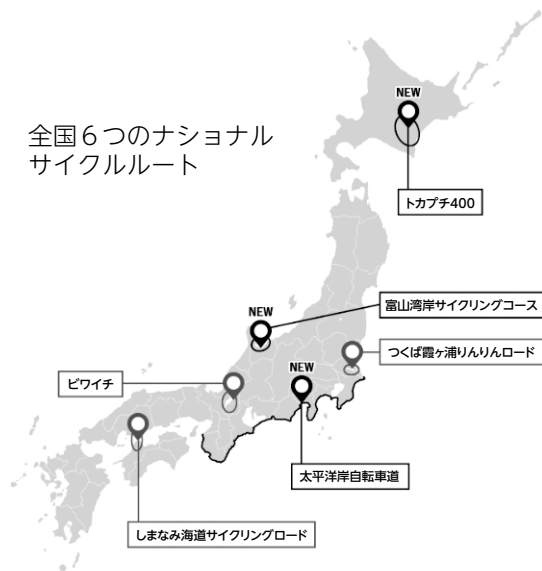 全国６つのナショナル
サイクルルート
NEW
トカプチ400
NEW
富山湾岸サイクリングコース
つくば霞ヶ浦りんりんロード
NEW
ビワイチ
太平洋岸自転車道
しまなみ海道サイクリングロード